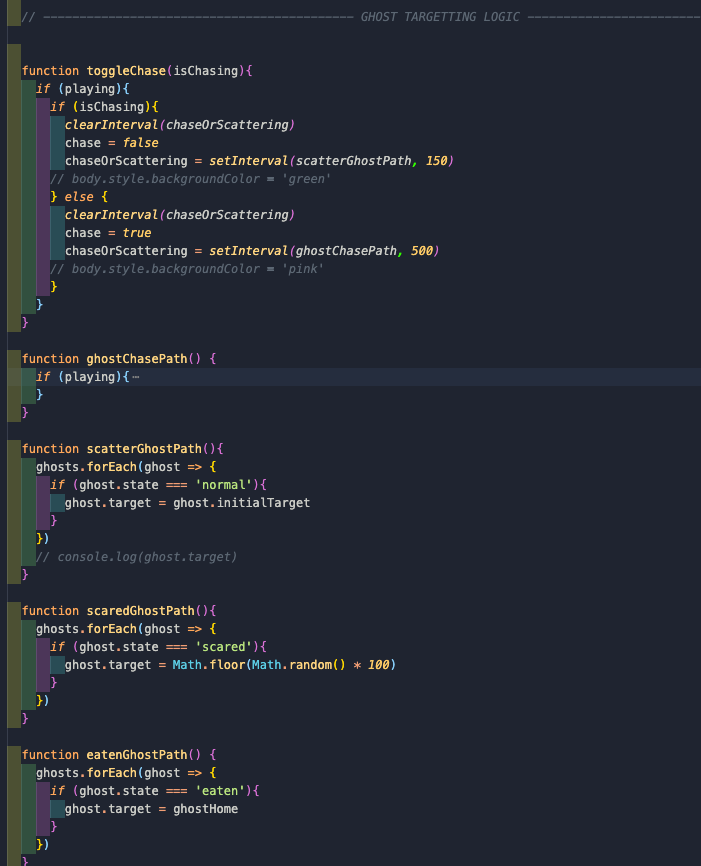 // ------------------------------------------- GHOST TARGETTING LOGIC ------------------------
function toggleChase(isChasing){
  if (playing){
    if (isChasing){
      clearInterval(chaseOrScattering)
      chase = false
      chaseOrScattering = setInterval(scatterGhostPath, 150)
    // body.style.backgroundColor = 'green'
    } else {
      clearInterval(chaseOrScattering)
      chase = true
      chaseOrScattering = setInterval(ghostChasePath, 500)
    // body.style.backgroundColor = 'pink'
    }
  }
}
function ghostChasePath() {
  if (playing){⋯
  }
}
function scatterGhostPath(){
  ghosts.forEach(ghost => {
    if (ghost.state === 'normal'){
      ghost.target = ghost.initialTarget
    }
  })
  // console.log(ghost.target)
}
function scaredGhostPath(){
  ghosts.forEach(ghost => {
    if (ghost.state === 'scared'){
      ghost.target = Math.floor(Math.random() * 100)
    }
  })
}
function eatenGhostPath() {
  ghosts.forEach(ghost => {
    if (ghost.state === 'eaten'){
      ghost.target = ghostHome
    }
  })
}